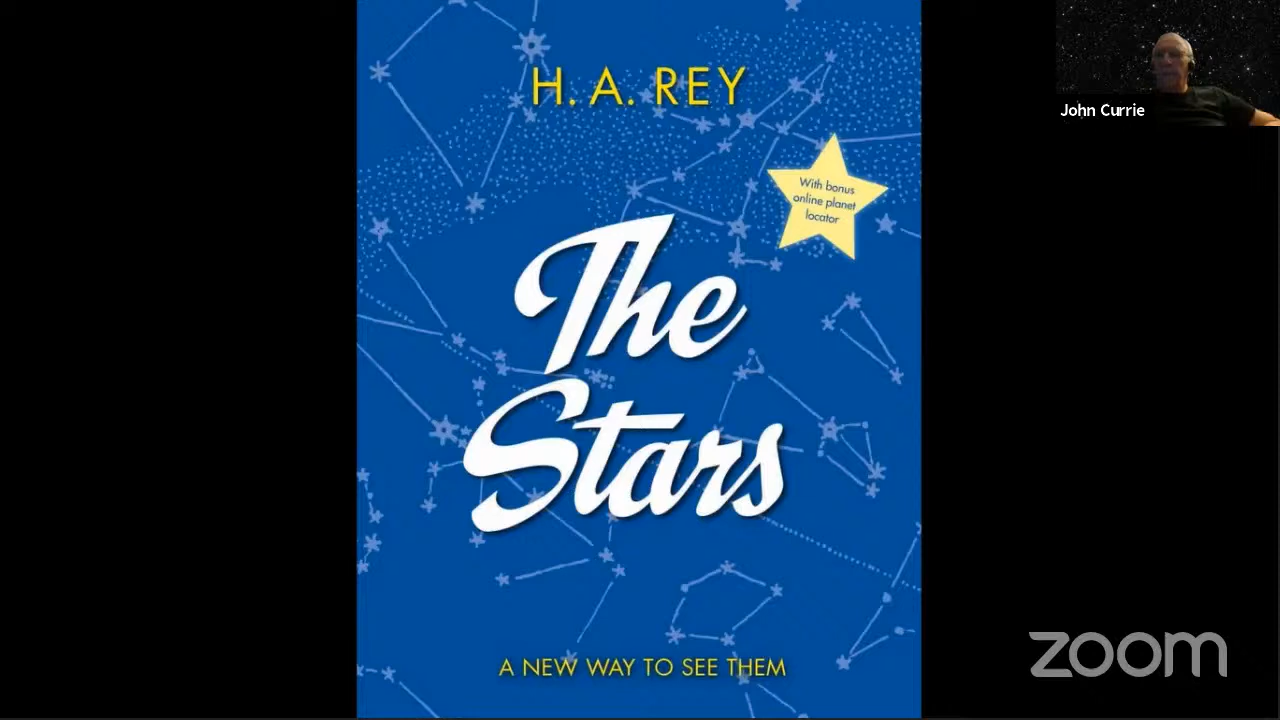 H. A. REY
With bonus
online planet
locator
The
Stars
A NEW WAY TO SEE THEM
John Currie
zoom